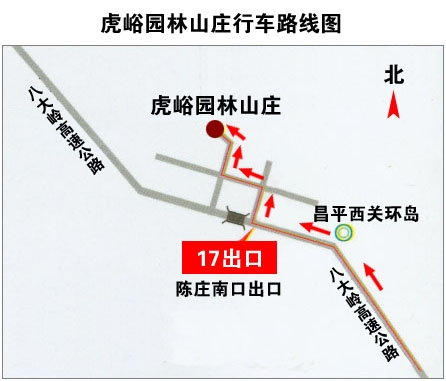 虎峪园林山庄行车路线图
北
虎峪园林山庄
八大岭高速公路
昌平西关环岛
17出口
陈庄南口出口
八大岭高速公路